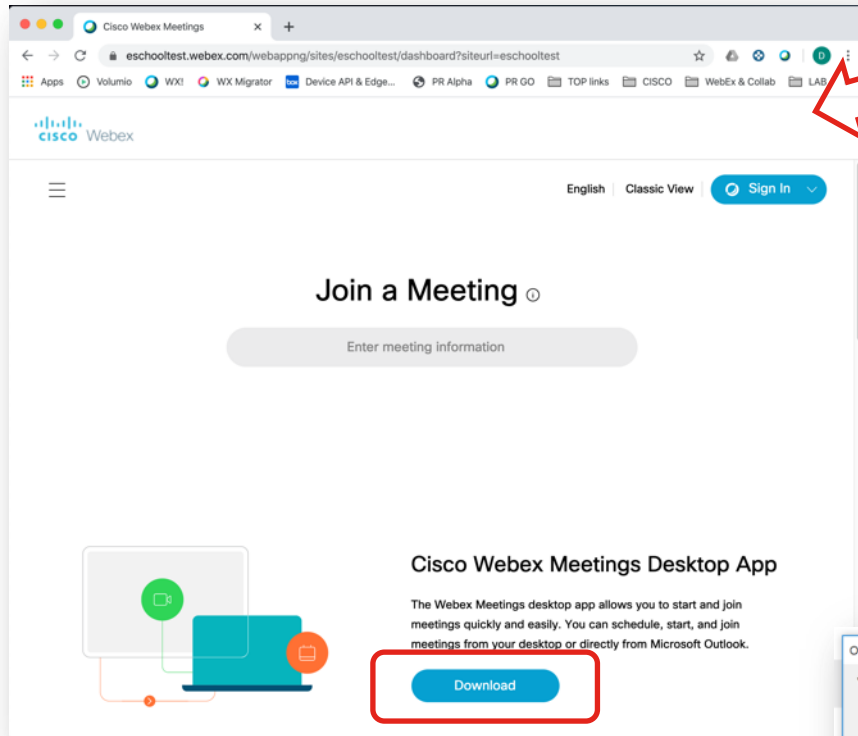 Cisco Webex Meetings
eschooltest.webex.com/webappng/sites/eschooltest/dashboard?siteurl=eschooltest
D
Apps Volumio WX! WX Migrator box Device API & Edge... PR Alpha PR GO TOP links CISCO WebEx & Collab LAB
CISCO Webex
English Classic View Sign In
Join a Meeting
Enter meeting information
Cisco Webex Meetings Desktop App
The Webex Meetings desktop app allows you to start and join
meetings quickly and easily. You can schedule, start, and join
meetings from your desktop or directly from Microsoft Outlook.
Download